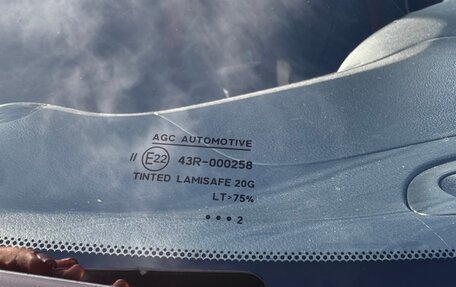 AGC AUTOMOTIVE
// E22 43R-000258
TINTED LAMISAFE 20G
LT>75%
••• 2